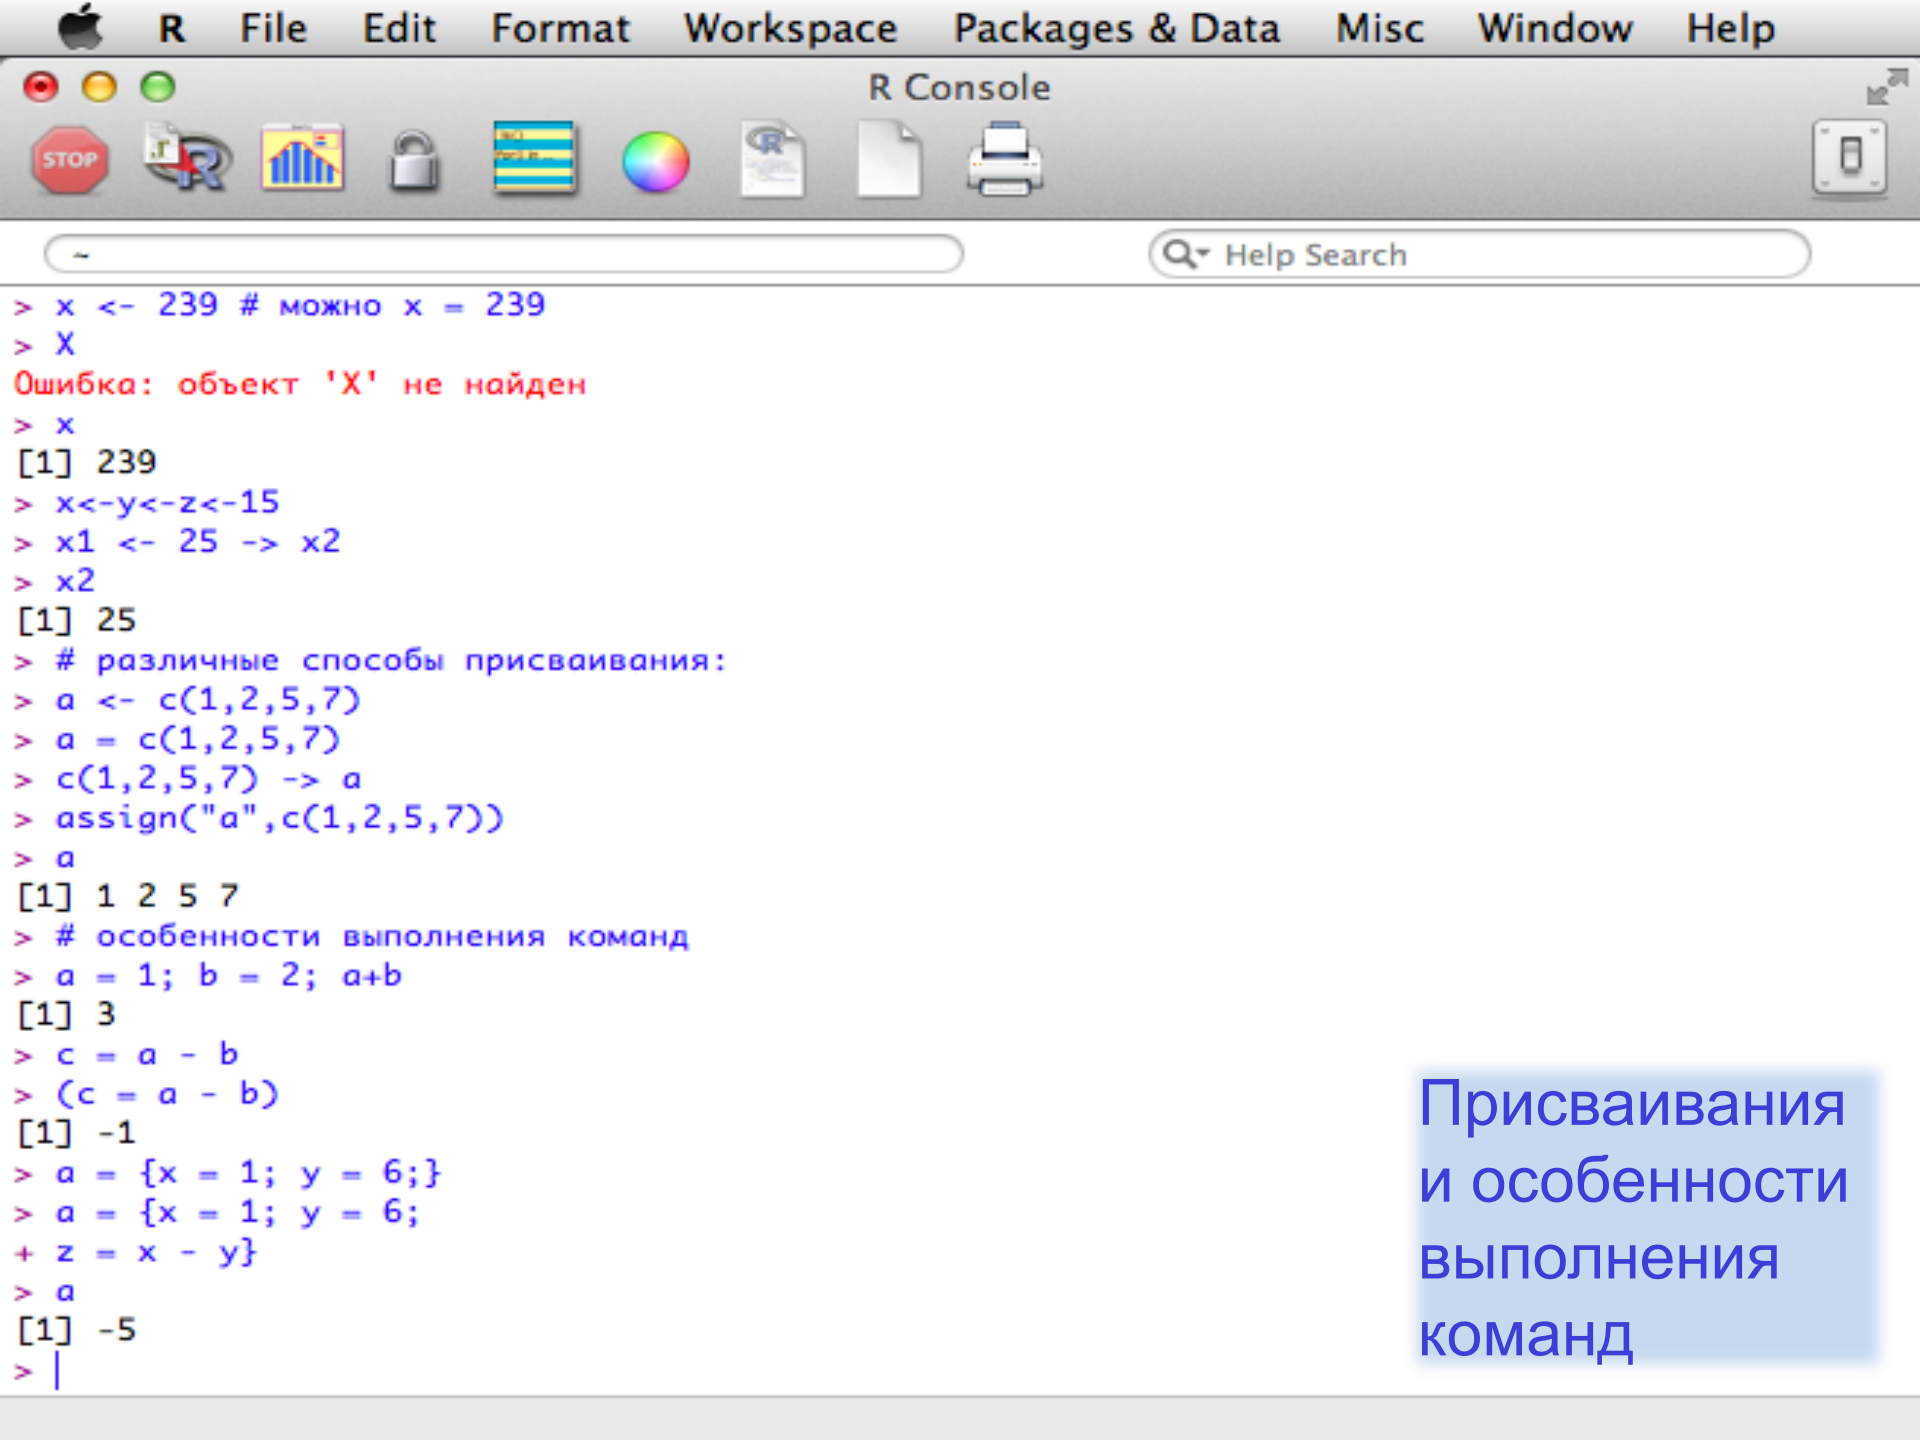 R File Edit Format Workspace Packages & Data Misc Window Help
R Console
STOP
~
Help Search
> x <- 239 # можно x = 239
> X
Ошибка: объект 'X' не найден
> x
[1] 239
> x<-y<-z<-15
> x1 <- 25 -> x2
> x2
[1] 25
> # различные способы присваивания:
> a <- c(1,2,5,7)
> a = c(1,2,5,7)
> c(1,2,5,7) -> a
> assign("a",c(1,2,5,7))
> a
[1] 1 2 5 7
> # особенности выполнения команд
> a = 1; b = 2; a+b
[1] 3
> c = a - b
> (c = a - b)
[1] -1
> a = {x = 1; y = 6;}
> a = {x = 1; y = 6;
+ z = x - y}
> a
[1] -5
>
Присваивания
и особенности
выполнения
команд